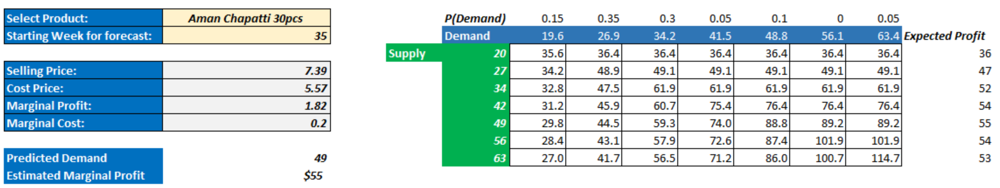 Select Product: Aman Chapatti 30pcs
Starting Week for forecast: 35
Selling Price: 7.39
Cost Price: 5.57
Marginal Profit: 1.82
Marginal Cost: 0.2
Predicted Demand 49
Estimated Marginal Profit $55
P(Demand) 0.15 0.35 0.3 0.05 0.1 0 0.05
Demand 19.6 26.9 34.2 41.5 48.8 56.1 63.4 Expected Profit
Supply 20 35.6 36.4 36.4 36.4 36.4 36.4 36.4 36
27 34.2 48.9 49.1 49.1 49.1 49.1 49.1 47
34 32.8 47.5 61.9 61.9 61.9 61.9 61.9 52
42 31.2 45.9 60.7 75.4 76.4 76.4 76.4 54
49 29.8 44.5 59.3 74.0 88.8 89.2 89.2 55
56 28.4 43.1 57.9 72.6 87.4 101.9 101.9 54
63 27.0 41.7 56.5 71.2 86.0 100.7 114.7 53